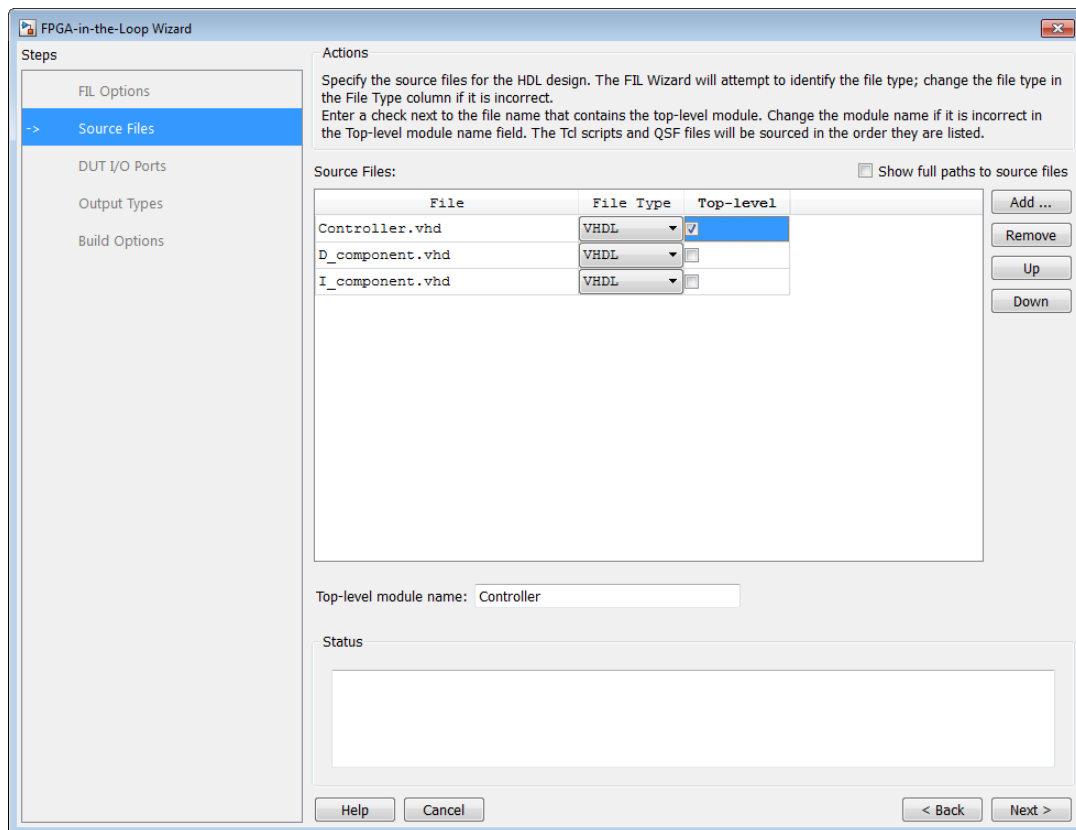 FPGA-in-the-Loop Wizard
Steps
FIL Options
-> Source Files
DUT I/O Ports
Output Types
Build Options
Actions
Specify the source files for the HDL design. The FIL Wizard will attempt to identify the file type; change the file type in
the File Type column if it is incorrect.
Enter a check next to the file name that contains the top-level module. Change the module name if it is incorrect in
the Top-level module name field. The Tcl scripts and QSF files will be sourced in the order they are listed.
Source Files: Show full paths to source files
File File Type Top-level
Controller.vhd VHDL
D_component.vhd VHDL
I_component.vhd VHDL
Add ...
Remove
Up
Down
Top-level module name: Controller
Status
Help Cancel < Back Next >